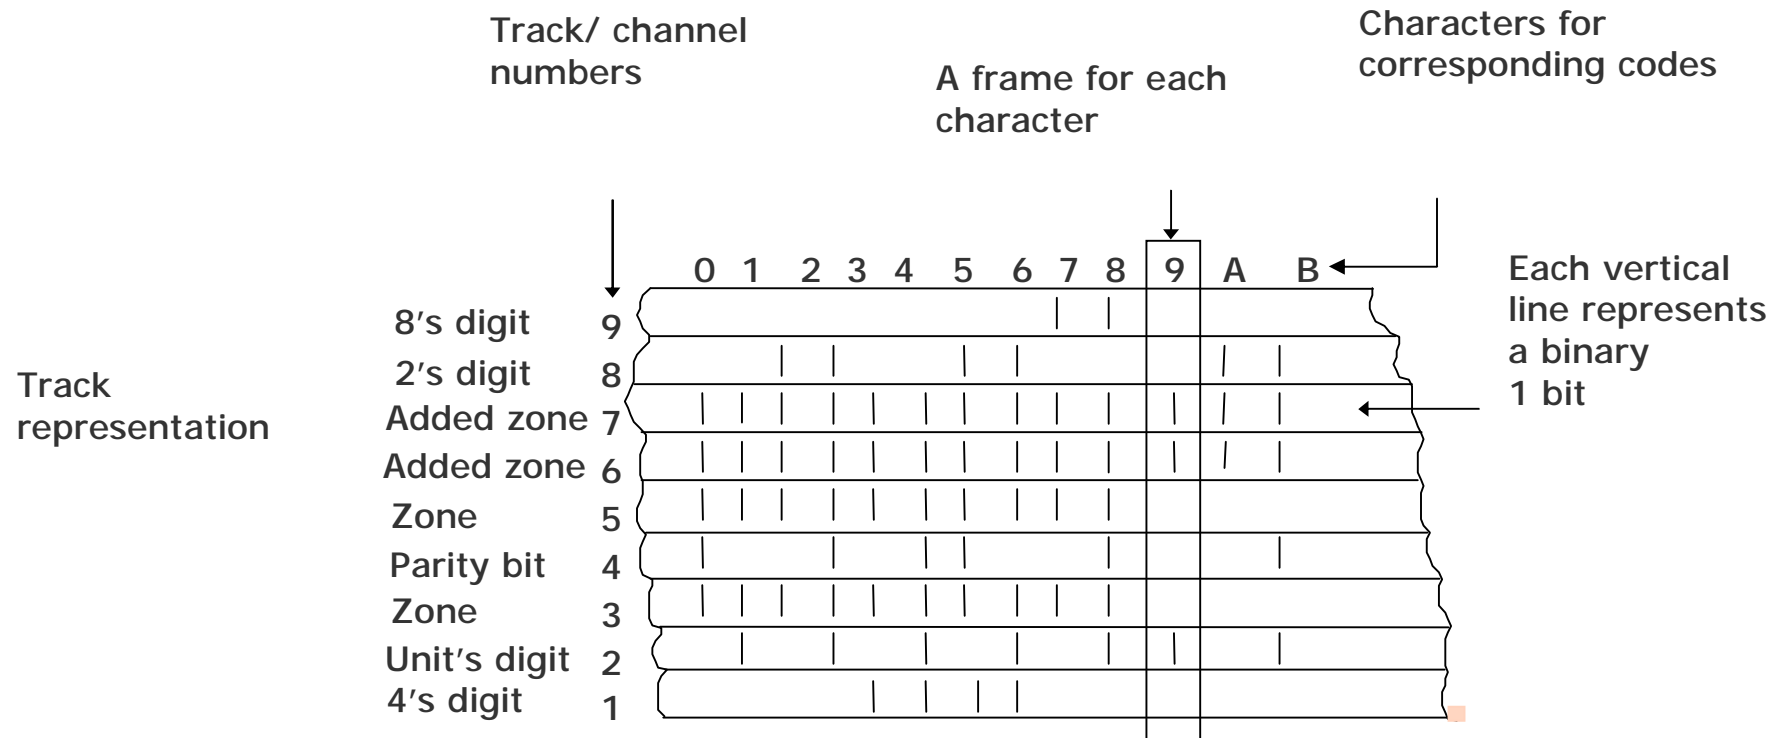 Track/ channel
numbers
A frame for each
character
Characters for
corresponding codes
0 1 2 3 4 5 6 7 8 9 A B
Each vertical
line represents
a binary
1 bit
Track
representation
8's digit 9
2's digit 8
Added zone 7
Added zone 6
Zone 5
Parity bit 4
Zone 3
Unit's digit 2
4's digit 1